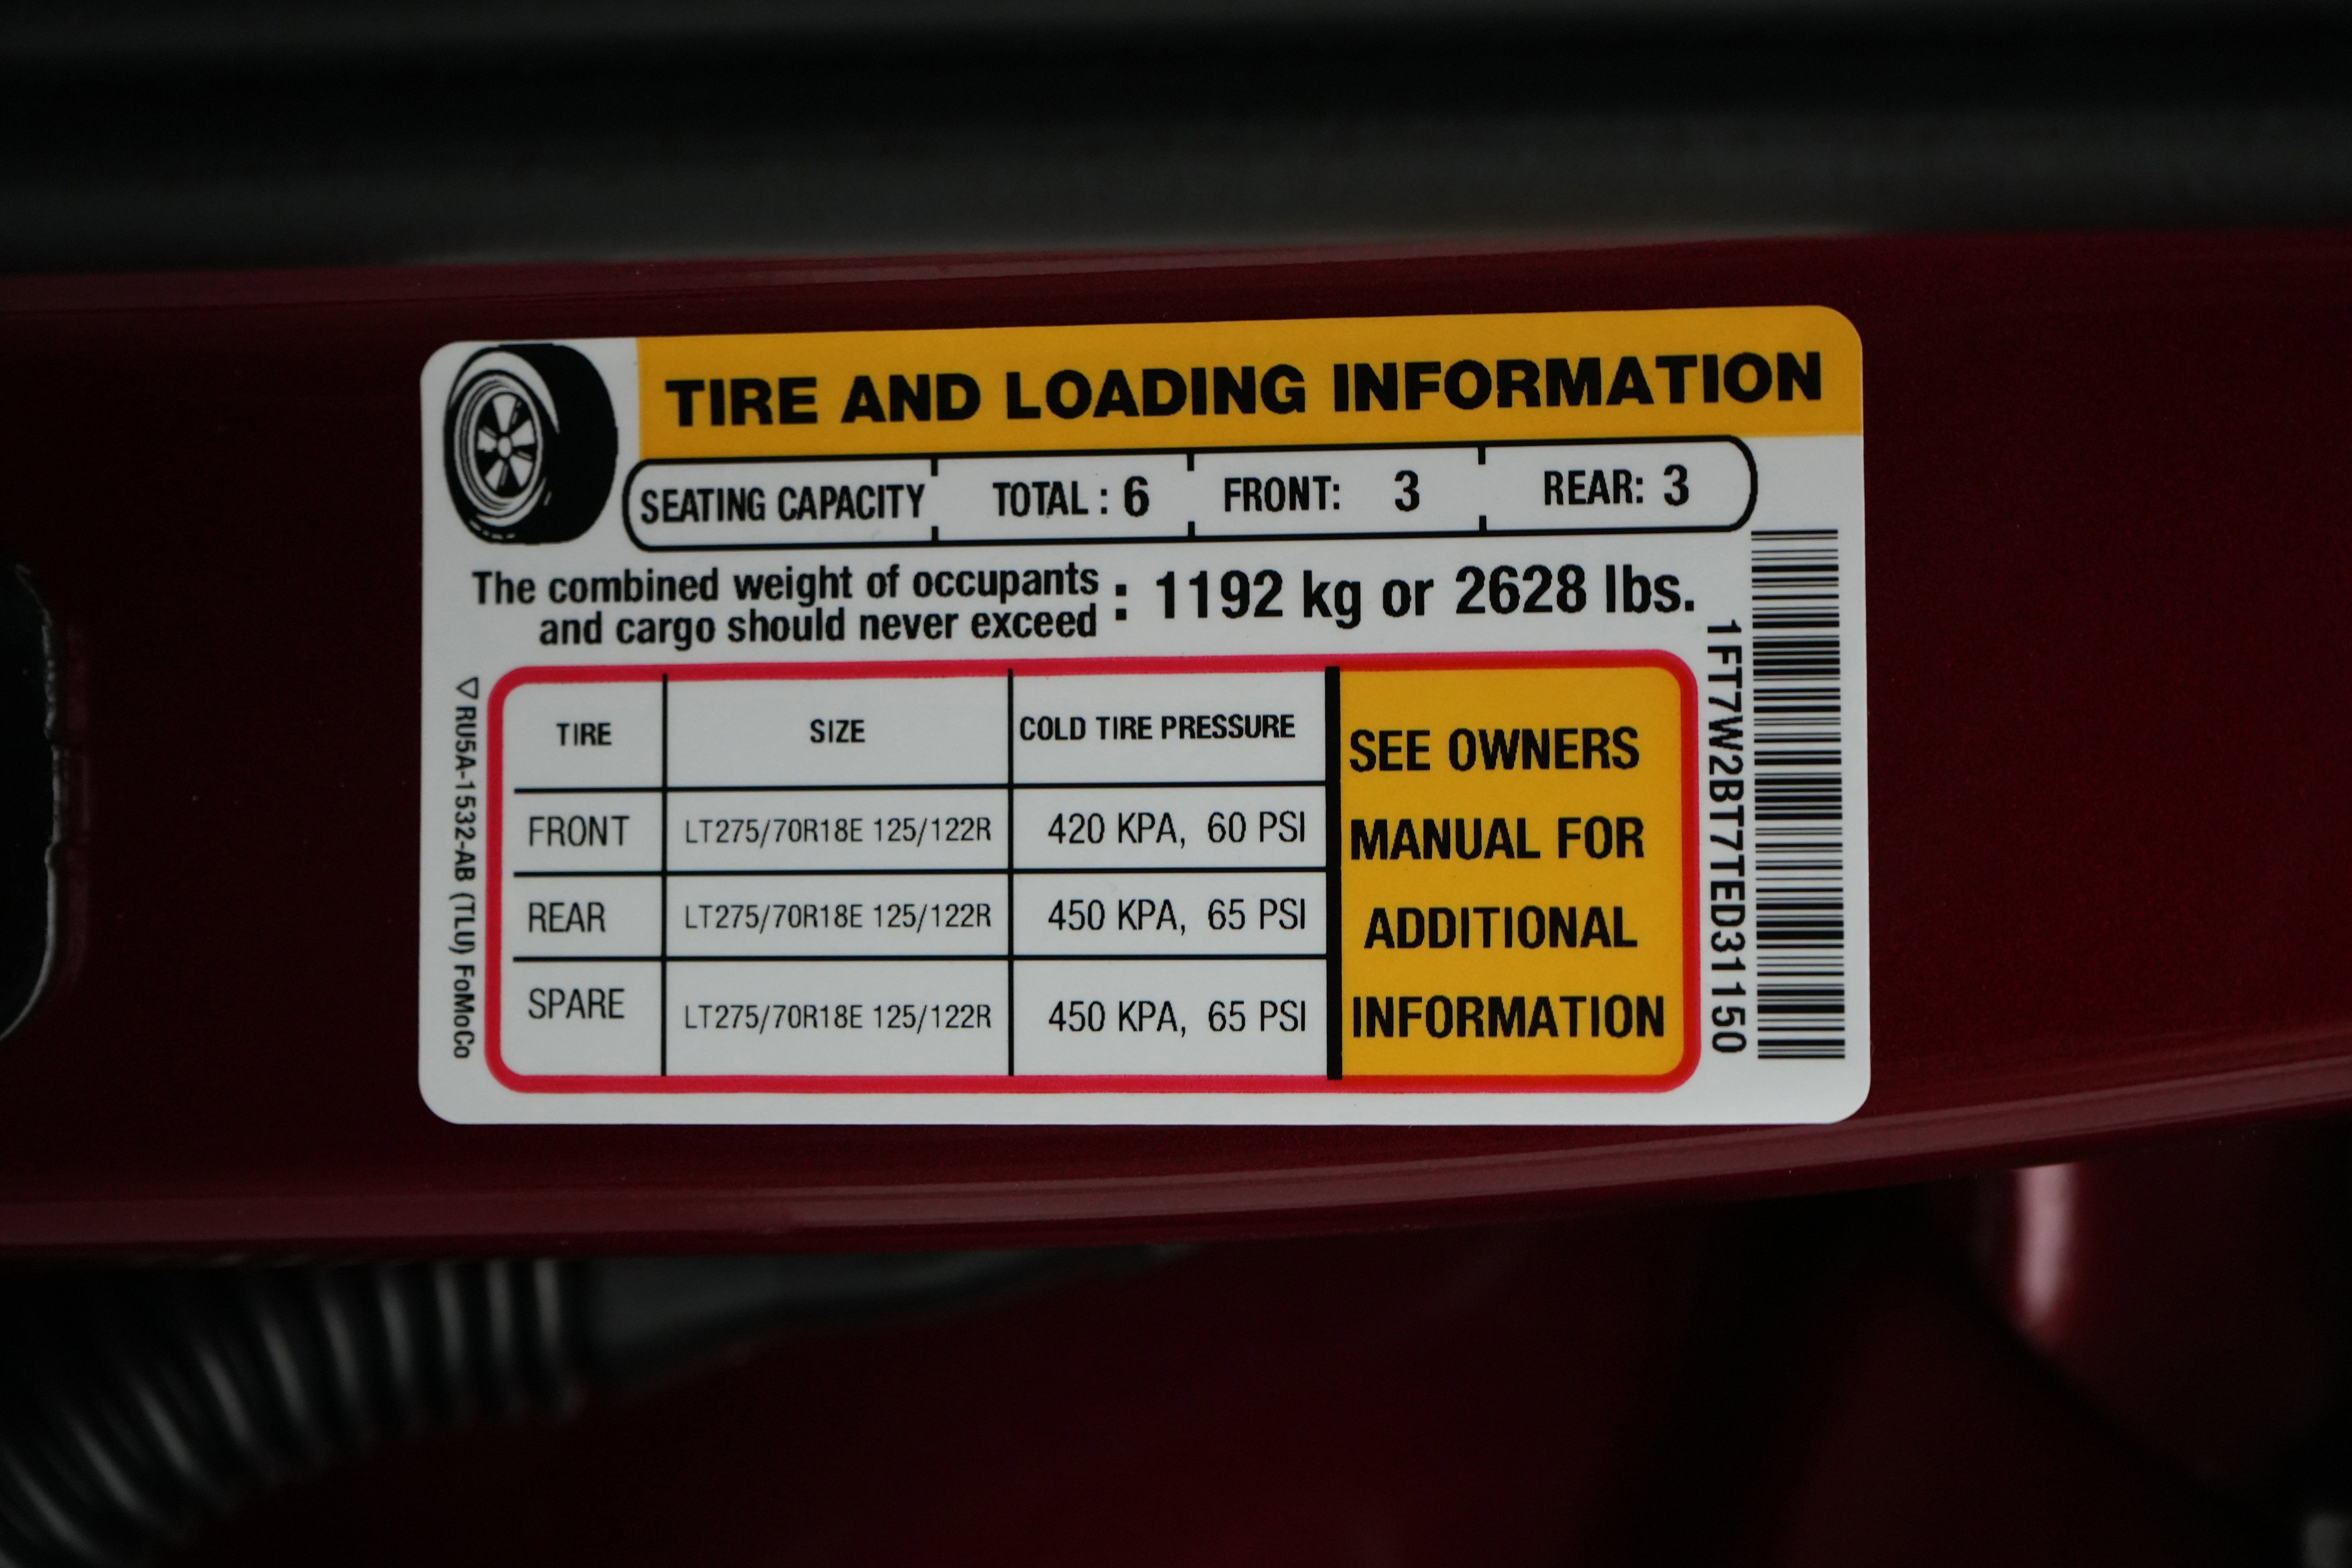 TIRE AND LOADING INFORMATION
SEATING CAPACITY TOTAL : 6 FRONT: 3 REAR: 3
The combined weight of occupants
and cargo should never exceed : 1192 kg or 2628 lbs.
TIRE SIZE COLD TIRE PRESSURE
FRONT LT275/70R18E 125/122R 420 KPA, 60 PSI
REAR LT275/70R18E 125/122R 450 KPA, 65 PSI
SPARE LT275/70R18E 125/122R 450 KPA, 65 PSI
SEE OWNERS
MANUAL FOR
ADDITIONAL
INFORMATION
1FT7W2BT7TED31150
RU5A-1532-AB (TLU) FoMoCo